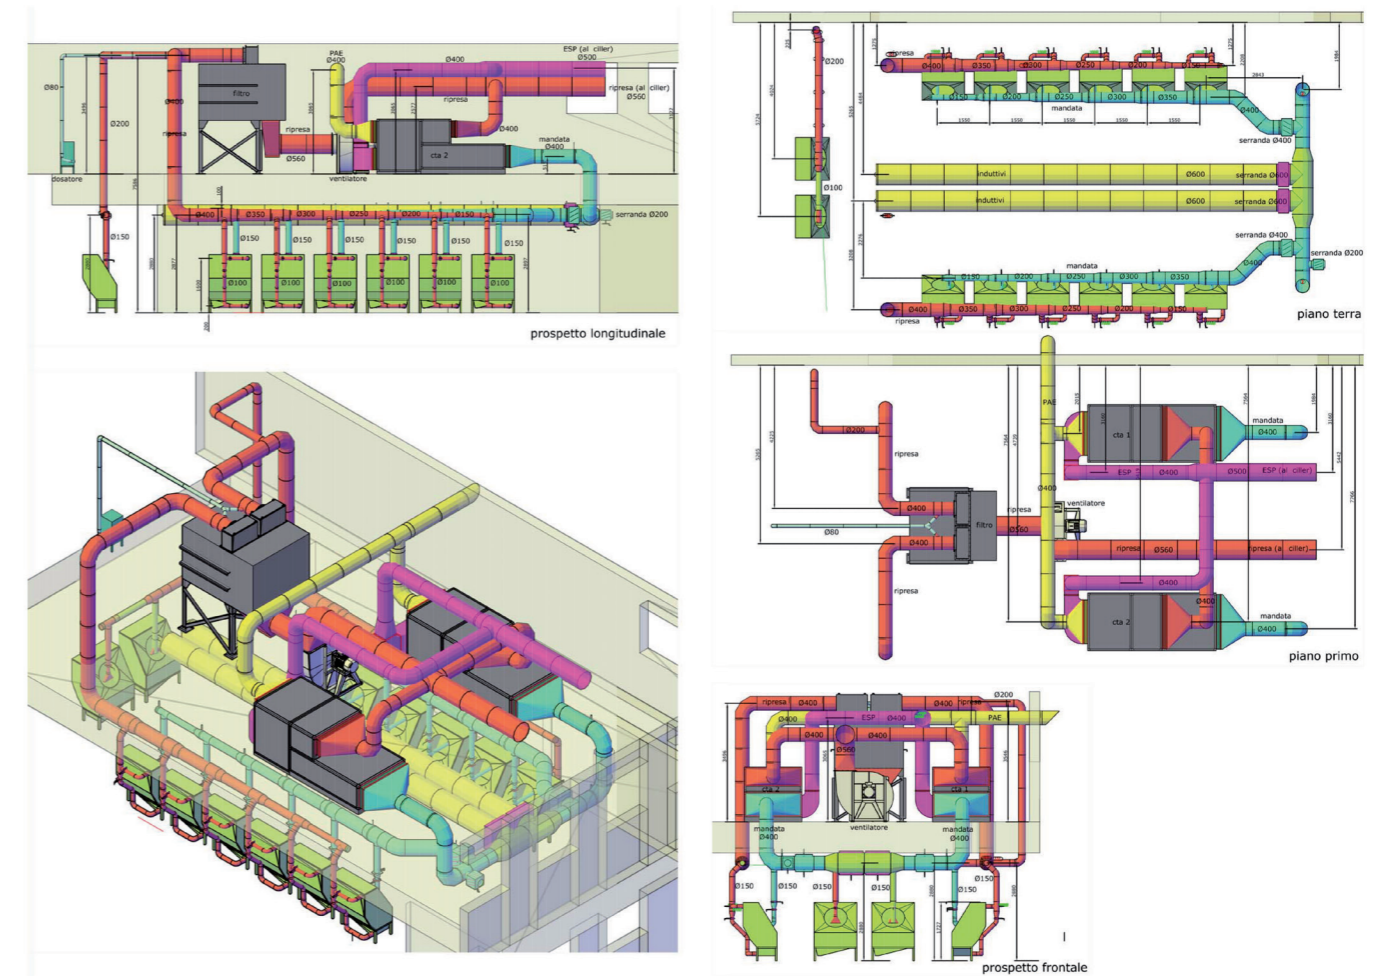 PAE
Ø400
Ø400
ESP (al ciller)
Ø500
Ø80
Ø200
Ø400
filtro
ripresa
ripresa (al ciller)
Ø560
ripresa
ripresa
Ø560
Ø400
mandata
Ø400
cta 2
dosatore
ventilatore
Ø400
Ø350
Ø300
Ø250
Ø200
Ø150
serranda Ø200
Ø150
Ø150
Ø150
Ø150
Ø150
Ø150
Ø150
Ø100
Ø100
Ø100
Ø100
Ø100
Ø100
prospetto longitudinale
ripresa
Ø200
Ø400
Ø350
Ø300
Ø250
Ø200
Ø150
Ø150
Ø200
Ø250
Ø300
Ø350
mandata
Ø400
1550
1550
1550
1550
1550
2843
serranda Ø400
Ø100
induttivi
Ø600
serranda Ø600
induttivi
Ø600
serranda Ø600
serranda Ø400
mandata
Ø400
serranda Ø200
Ø150
Ø200
Ø250
Ø300
Ø350
Ø400
Ø350
Ø300
Ø250
Ø200
Ø150
ripresa
piano terra
PAE
cta 1
mandata
Ø400
Ø200
ripresa
ESP
Ø400
Ø500
ESP (al ciller)
Ø400
Ø400
ventilatore
ripresa
filtro
Ø560
Ø80
Ø400
ripresa
Ø560
ripresa (al ciller)
ripresa
Ø400
Ø400
cta 2
mandata
Ø400
piano primo
ripresa
Ø400
Ø400
ripresa
Ø200
Ø400
ESP
Ø400
PAE
Ø400
Ø400
Ø560
cta 2
cta 1
mandata
Ø400
ventilatore
mandata
Ø400
Ø150
Ø150
Ø150
Ø150
Ø150
prospetto frontale